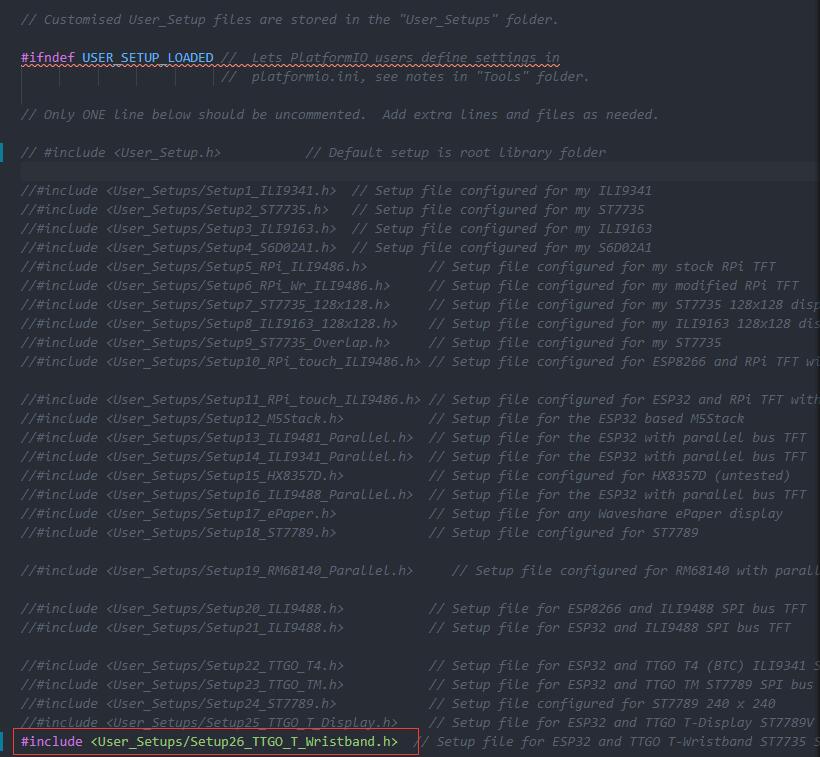 // Customised User_Setup files are stored in the "User_Setups" folder.
#ifndef USER_SETUP_LOADED //  Lets PlatformIO users define settings in
//  platformio.ini, see notes in "Tools" folder.
// Only ONE line below should be uncommented.  Add extra lines and files as needed.
// #include <User_Setup.h>           // Default setup is root library folder
//#include <User_Setups/Setup1_ILI9341.h>  // Setup file configured for my ILI9341
//#include <User_Setups/Setup2_ST7735.h>   // Setup file configured for my ST7735
//#include <User_Setups/Setup3_ILI9163.h>  // Setup file configured for my ILI9163
//#include <User_Setups/Setup4_S6D02A1.h>  // Setup file configured for my S6D02A1
//#include <User_Setups/Setup5_RPi_ILI9486.h>        // Setup file configured for my stock RPi TFT
//#include <User_Setups/Setup6_RPi_Wr_ILI9486.h>     // Setup file configured for my modified RPi TFT
//#include <User_Setups/Setup7_ST7735_128x128.h>     // Setup file configured for my ST7735 128x128 disp
//#include <User_Setups/Setup8_ILI9163_128x128.h>    // Setup file configured for my ILI9163 128x128 dis
//#include <User_Setups/Setup9_ST7735_Overlap.h>     // Setup file configured for my ST7735
//#include <User_Setups/Setup10_RPi_touch_ILI9486.h> // Setup file configured for ESP8266 and RPi TFT wi
//#include <User_Setups/Setup11_RPi_touch_ILI9486.h> // Setup file configured for ESP32 and RPi TFT with
//#include <User_Setups/Setup12_M5Stack.h>           // Setup file for the ESP32 based M5Stack
//#include <User_Setups/Setup13_ILI9481_Parallel.h>  // Setup file for the ESP32 with parallel bus TFT
//#include <User_Setups/Setup14_ILI9341_Parallel.h>  // Setup file for the ESP32 with parallel bus TFT
//#include <User_Setups/Setup15_HX8357D.h>           // Setup file configured for HX8357D (untested)
//#include <User_Setups/Setup16_ILI9488_Parallel.h>  // Setup file for the ESP32 with parallel bus TFT
//#include <User_Setups/Setup17_ePaper.h>            // Setup file for any Waveshare ePaper display
//#include <User_Setups/Setup18_ST7789.h>            // Setup file configured for ST7789
//#include <User_Setups/Setup19_RM68140_Parallel.h>     // Setup file configured for RM68140 with parall
//#include <User_Setups/Setup20_ILI9488.h>           // Setup file for ESP8266 and ILI9488 SPI bus TFT
//#include <User_Setups/Setup21_ILI9488.h>           // Setup file for ESP32 and ILI9488 SPI bus TFT
//#include <User_Setups/Setup22_TTGO_T4.h>           // Setup file for ESP32 and TTGO T4 (BTC) ILI9341 S
//#include <User_Setups/Setup23_TTGO_TM.h>           // Setup file for ESP32 and TTGO TM ST7789 SPI bus
//#include <User_Setups/Setup24_ST7789.h>            // Setup file configured for ST7789 240 x 240
//#include <User_Setups/Setup25_TTGO_T_Display.h>    // Setup file for ESP32 and TTGO T-Display ST7789V
#include <User_Setups/Setup26_TTGO_T_Wristband.h>  // Setup file for ESP32 and TTGO T-Wristband ST7735 S